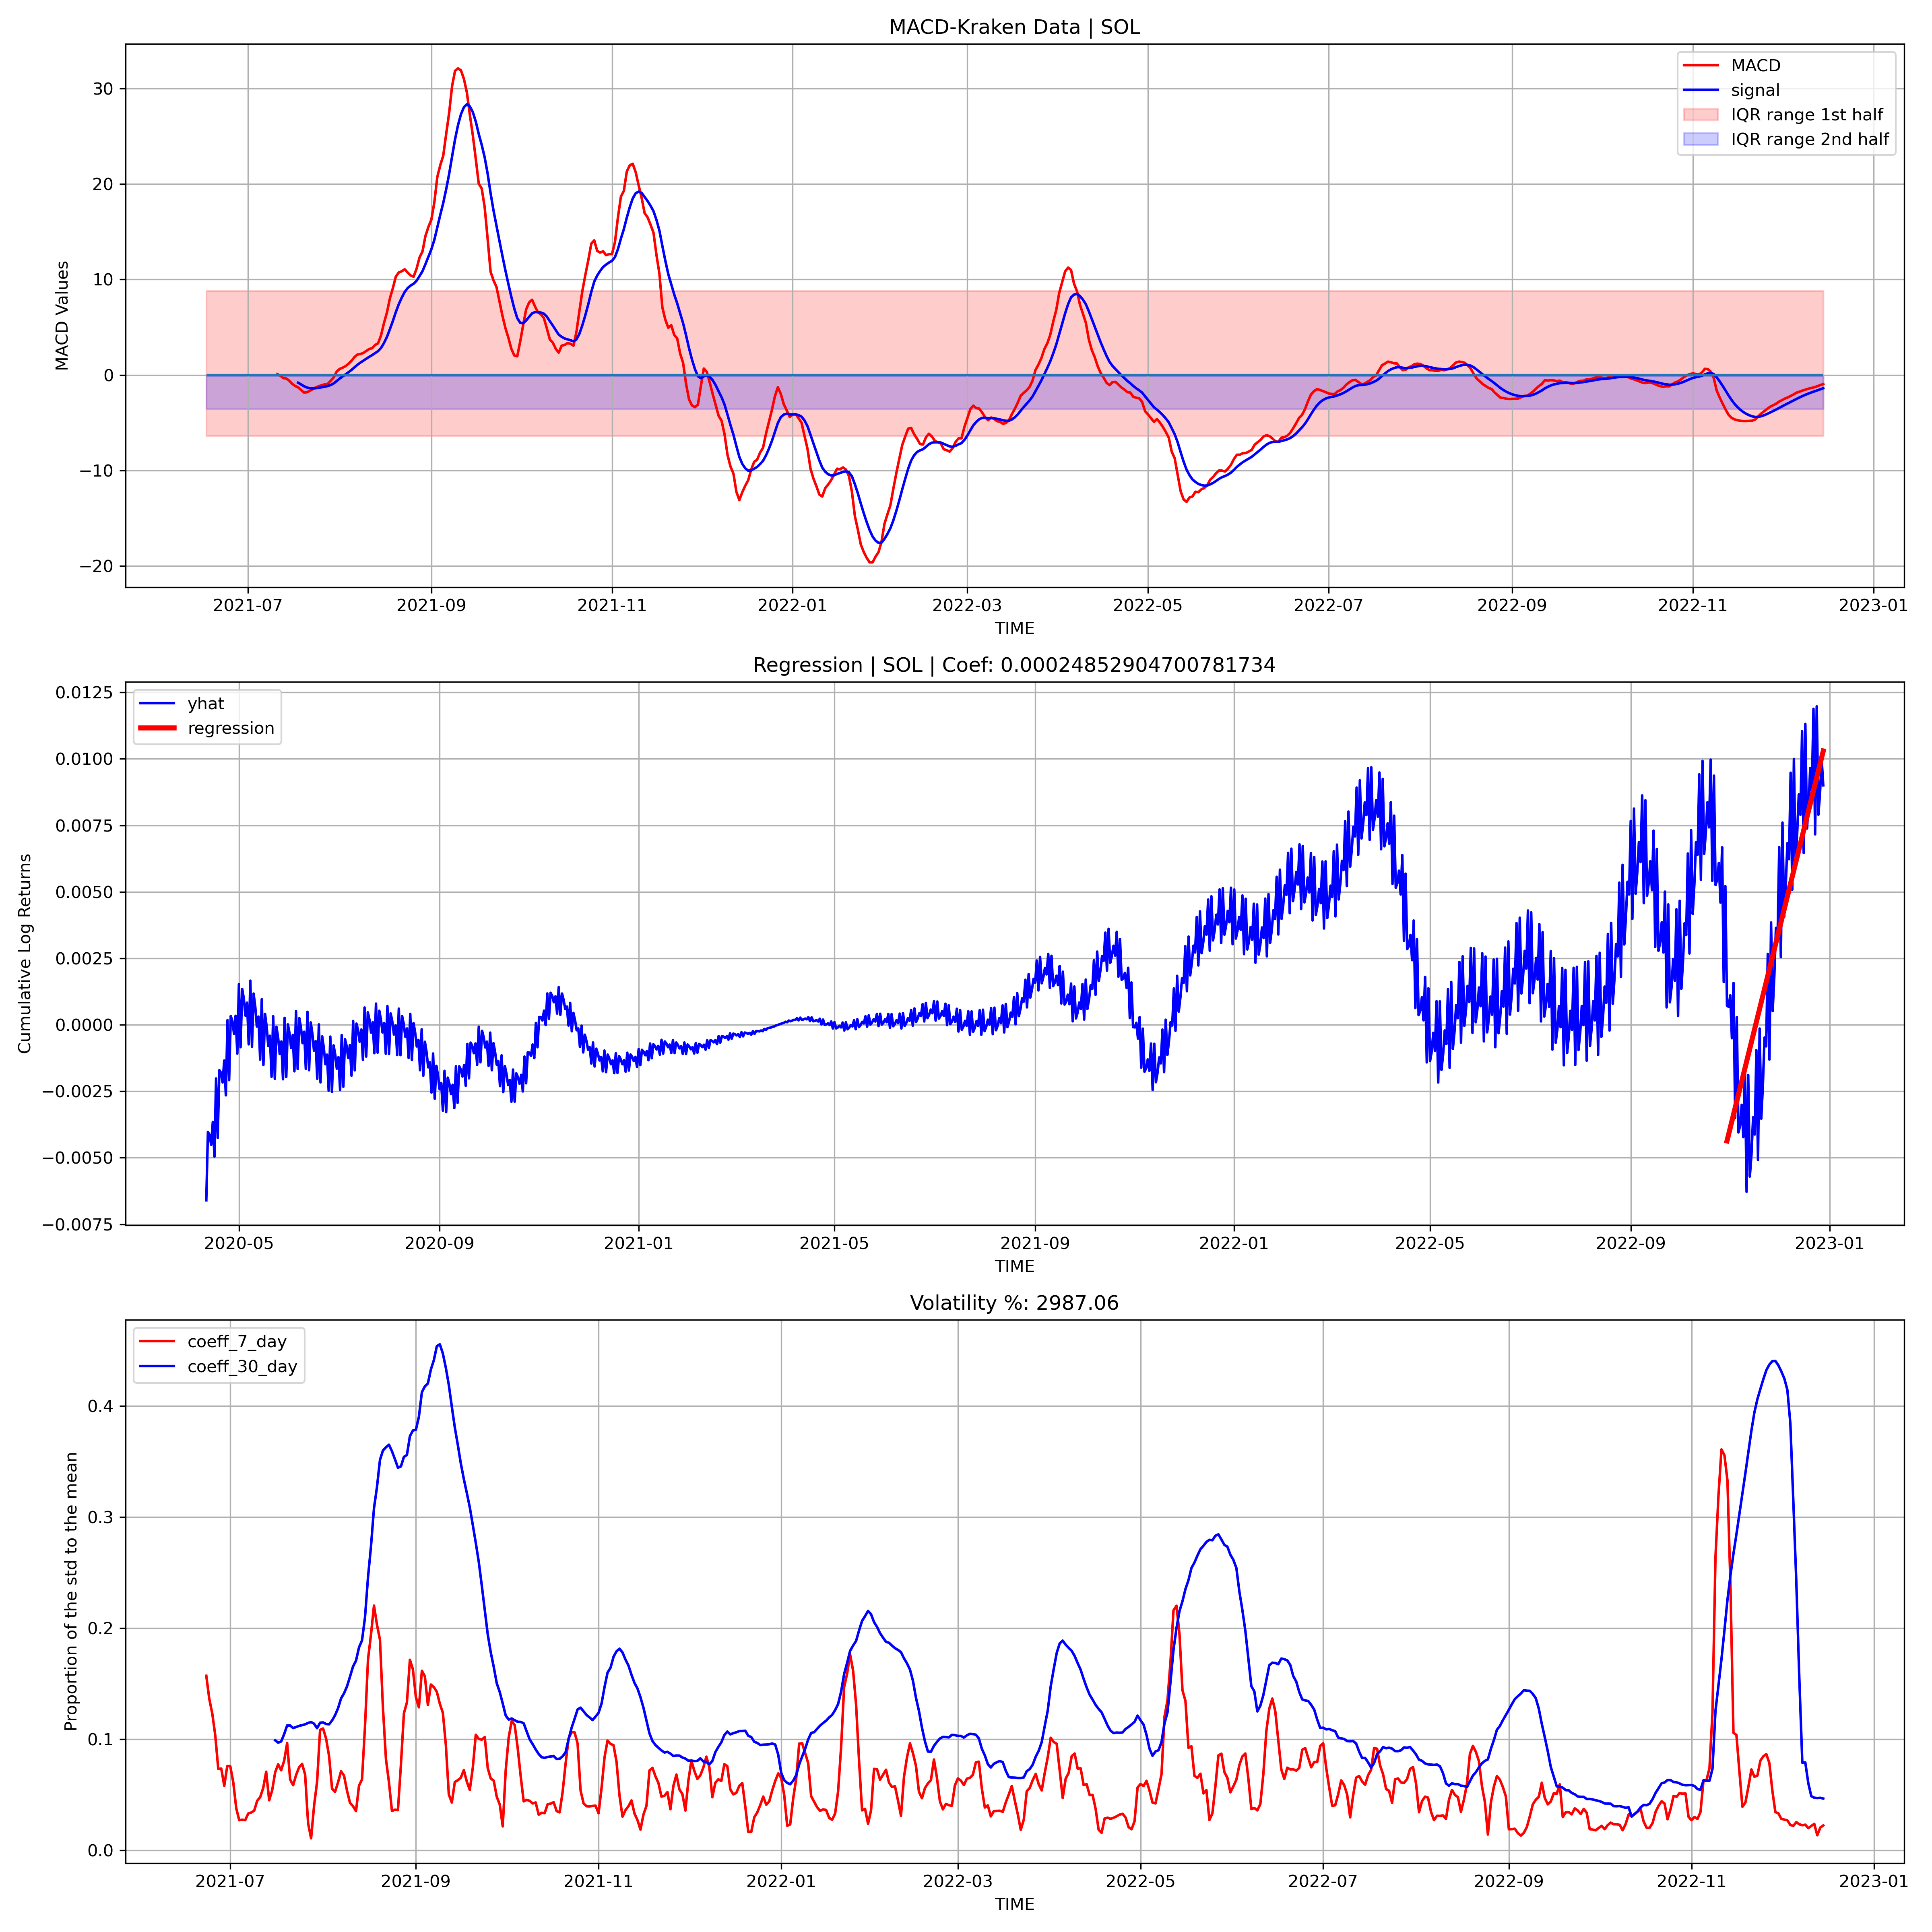 MACD-Kraken Data | SOL
MACD
signal
IQR range 1st half
IQR range 2nd half
MACD Values
30
20
10
0
−10
−20
2021-07 2021-09 2021-11 2022-01 2022-03 2022-05 2022-07 2022-09 2022-11 2023-01
TIME
Regression | SOL | Coef: 0.00024852904700781734
yhat
regression
Cumulative Log Returns
0.0125
0.0100
0.0075
0.0050
0.0025
0.0000
−0.0025
−0.0050
−0.0075
2020-05 2020-09 2021-01 2021-05 2021-09 2022-01 2022-05 2022-09 2023-01
TIME
Volatility %: 2987.06
coeff_7_day
coeff_30_day
Proportion of the std to the mean
0.4
0.3
0.2
0.1
0.0
2021-07 2021-09 2021-11 2022-01 2022-03 2022-05 2022-07 2022-09 2022-11 2023-01
TIME